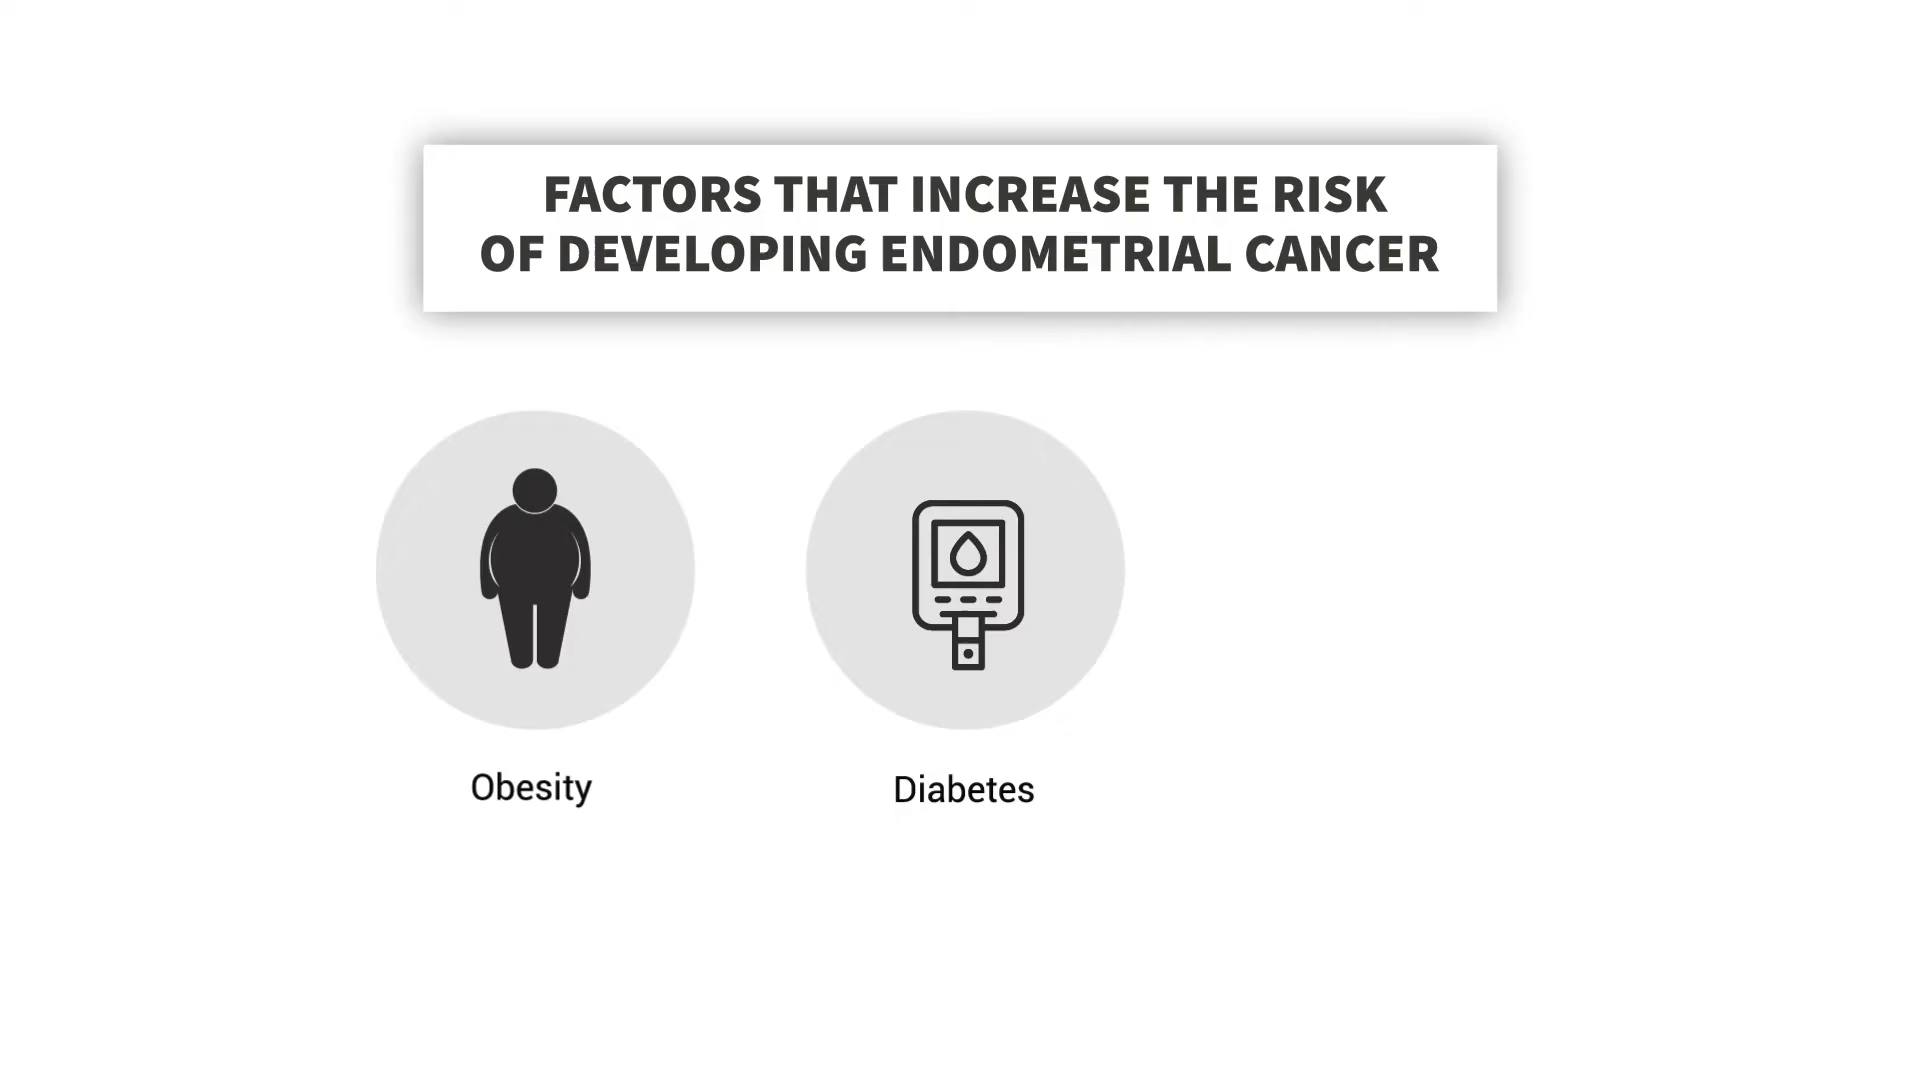 FACTORS THAT INCREASE THE RISK
OF DEVELOPING ENDOMETRIAL CANCER
Obesity
Diabetes